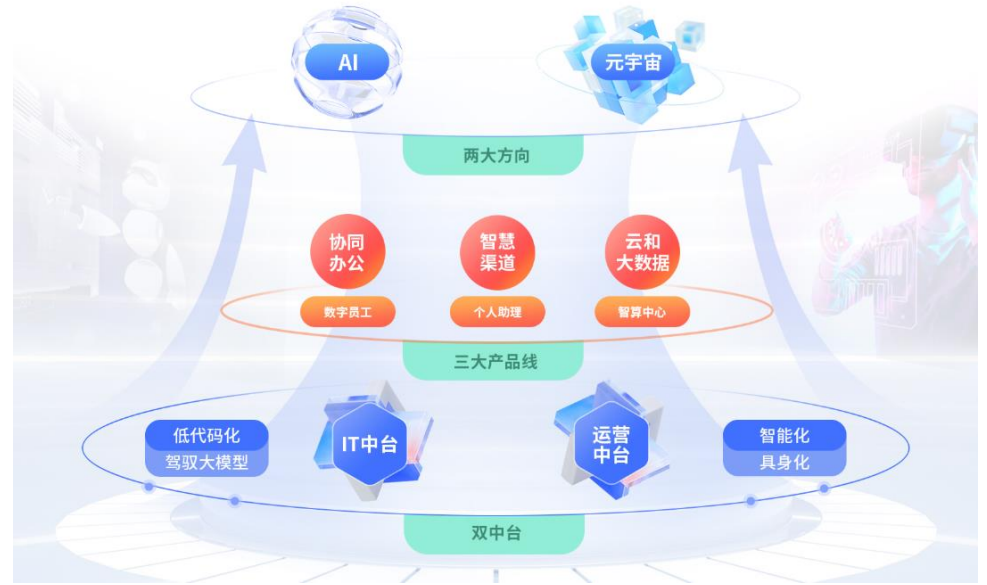 AI
元宇宙
两大方向
协同
办公
智慧
渠道
云和
大数据
数字员工
个人助理
智算中心
三大产品线
低代码化
驾驭大模型
IT中台
运营
中台
智能化
具身化
双中台